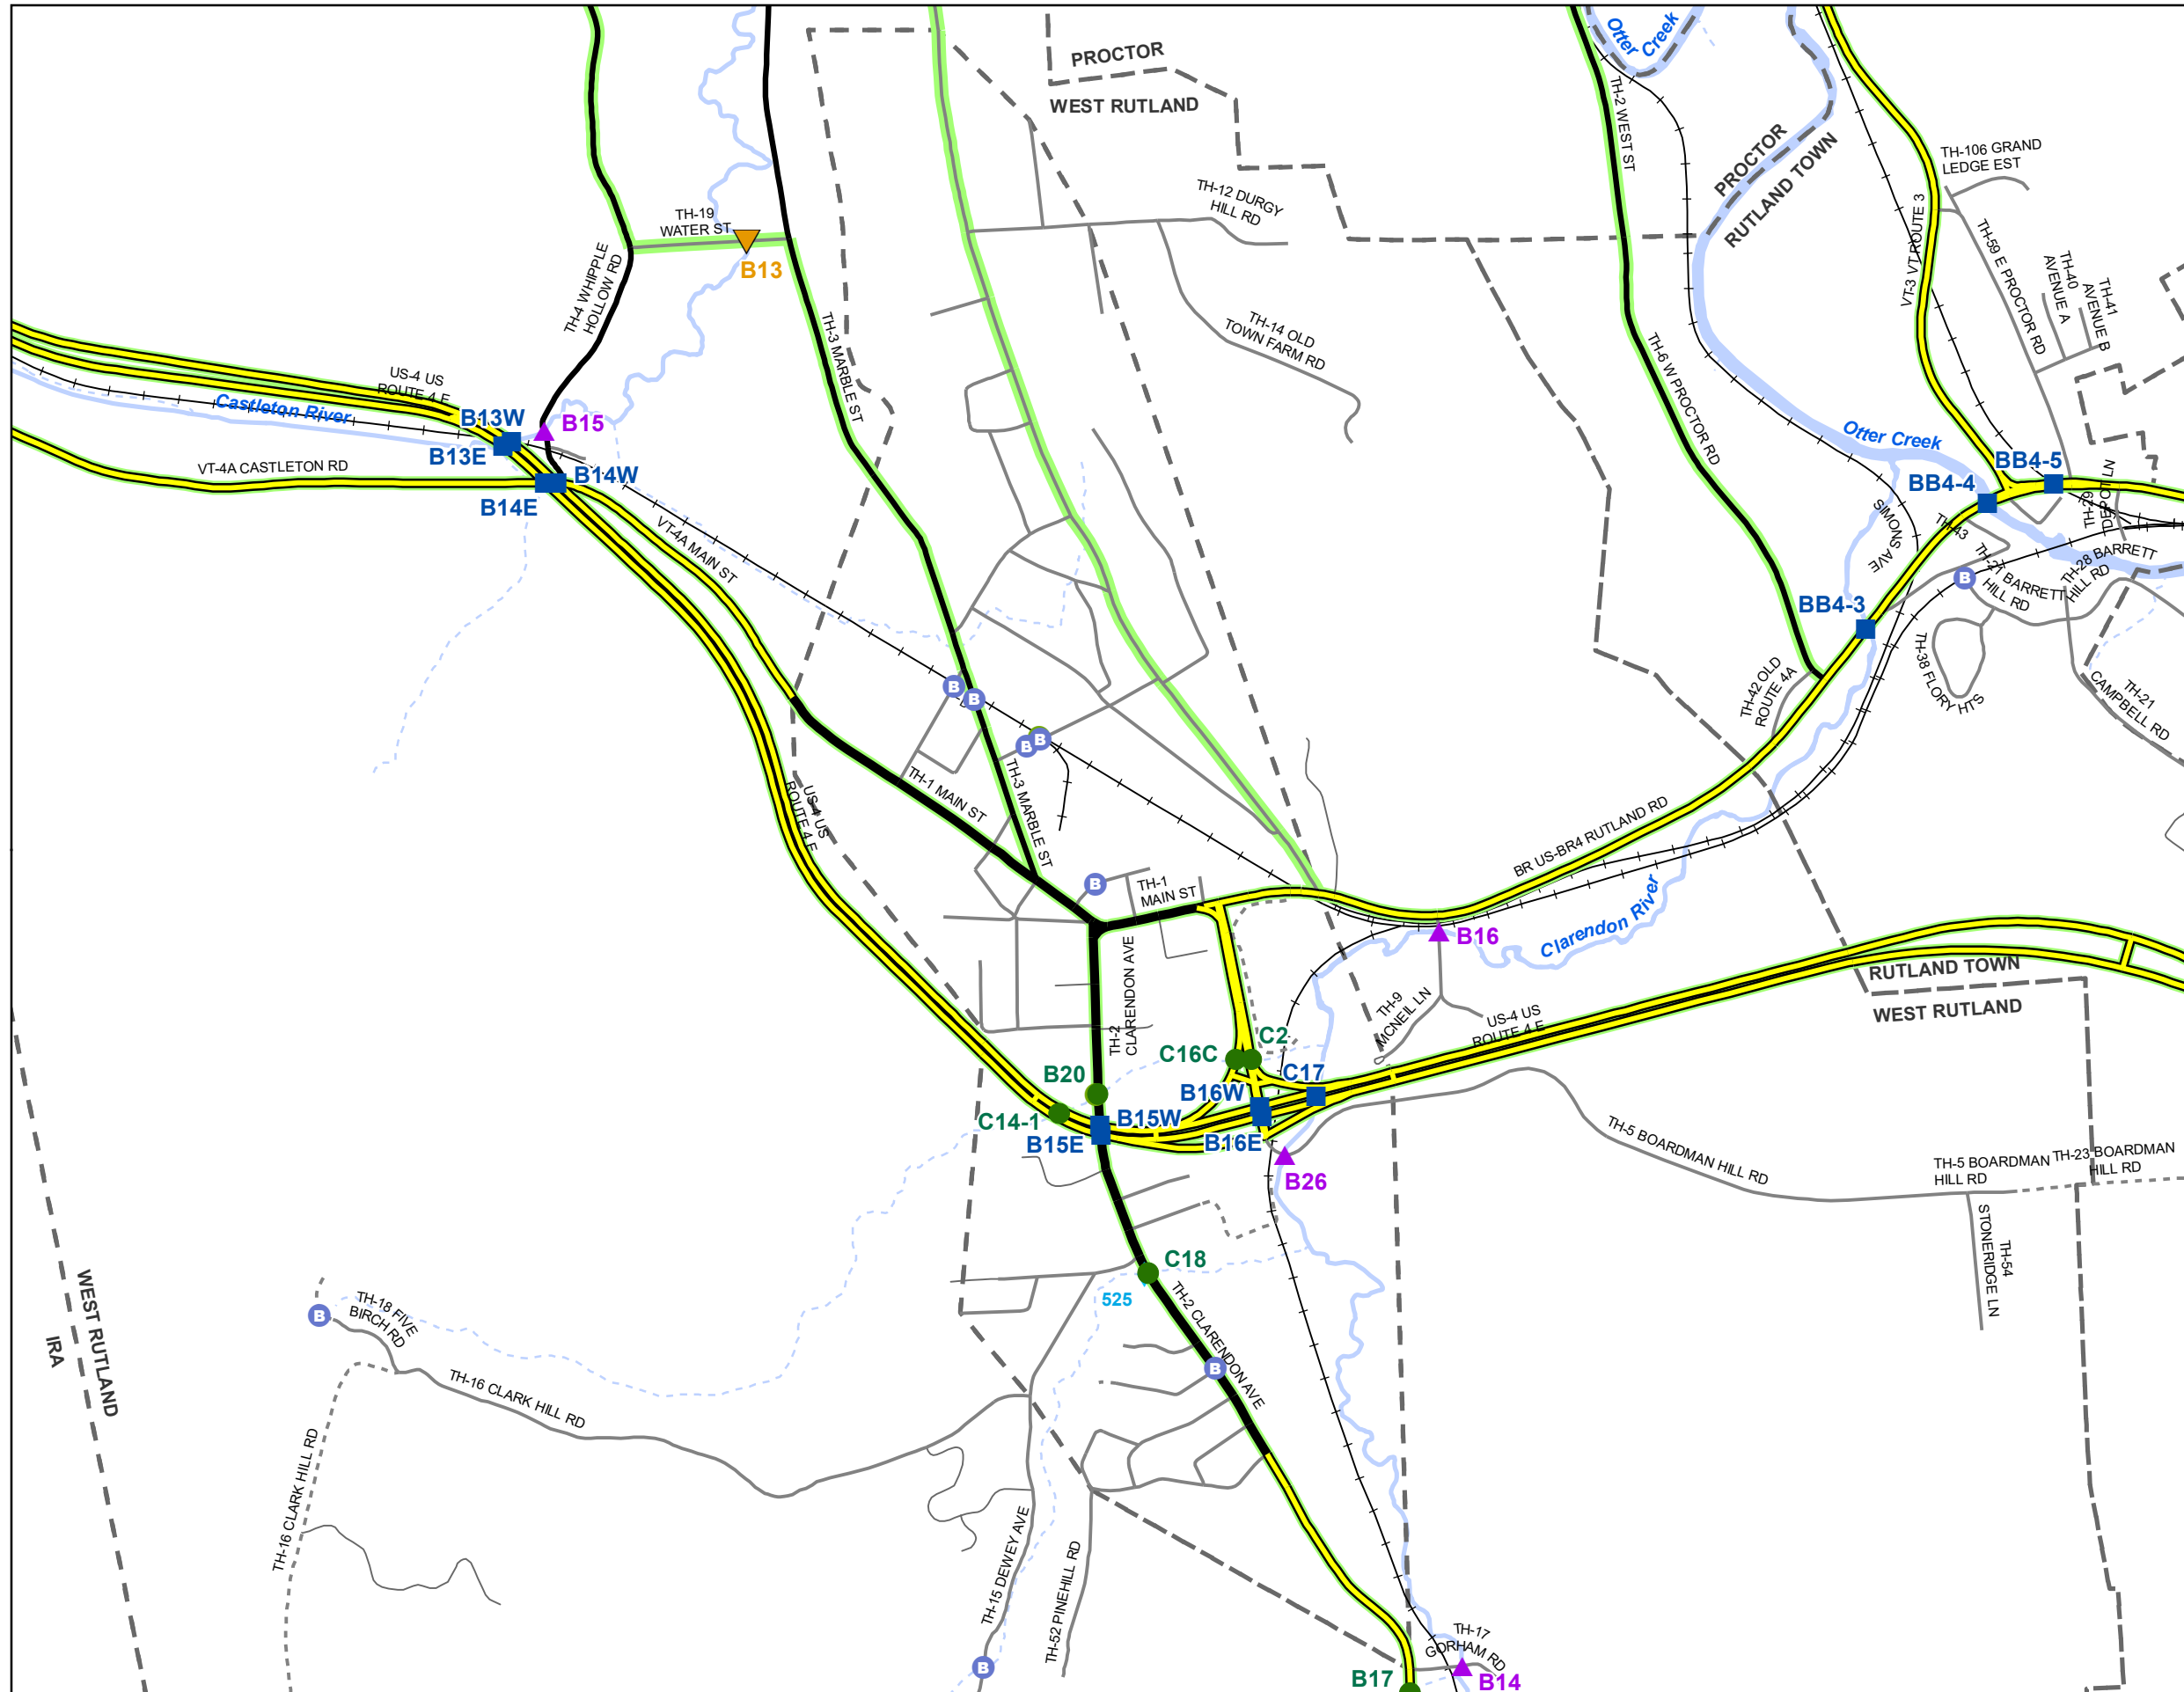 Otter Creek
PROCTOR
WEST RUTLAND
TH-2 WEST ST
PROCTOR
RUTLAND TOWN
TH-106 GRAND
LEDGE EST
TH-12 DURGY
HILL RD
TH-19
WATER ST
B13
TH-4 WHIPPLE
HOLLOW RD
VT-3 VT ROUTE 3
TH-59 E PROCTOR RD
TH-40
AVENUE A
TH-41
AVENUE B
TH-3 MARBLE ST
TH-14 OLD
TOWN FARM RD
TH-6 W PROCTOR RD
US-4 US
ROUTE 4 E
Castleton River
B13W
B15
B13E
VT-4A CASTLETON RD
B14W
B14E
Otter Creek
BB4-5
BB4-4
TH-29
DEPOT LN
VT-4A MAIN ST
SIMONS AVE
TH-43
TH-21 BARRETT
HILL RD
TH-28 BARRETT
HILL RD
B
BB4-3
TH-38 FLORY HTS
TH-42 OLD
ROUTE 4A
TH-21
CAMPBELL RD
B
B
B
B
US-4 US
ROUTE 4 E
TH-1 MAIN ST
TH-3 MARBLE ST
BR US-BR4 RUTLAND RD
B
TH-1
MAIN ST
Clarendon River
B16
RUTLAND TOWN
WEST RUTLAND
TH-2
CLARENDON AVE
TH-9
MCNEIL LN
US-4 US
ROUTE 4 E
C16C
C2
B20
C17
B16W
C14-1
B15W
B15E
B16E
B26
TH-5 BOARDMAN HILL RD
TH-5 BOARDMAN
HILL RD
TH-23 BOARDMAN
HILL RD
TH-54
STONERIDGE LN
C18
525
WEST RUTLAND
IRA
B
TH-18 FIVE
BIRCH RD
TH-2 CLARENDON AVE
B
TH-16 CLARK HILL RD
TH-16 CLARK HILL RD
TH-15 DEWEY AVE
TH-52 PINEHILL RD
B
TH-17
GORHAM RD
B17
B14